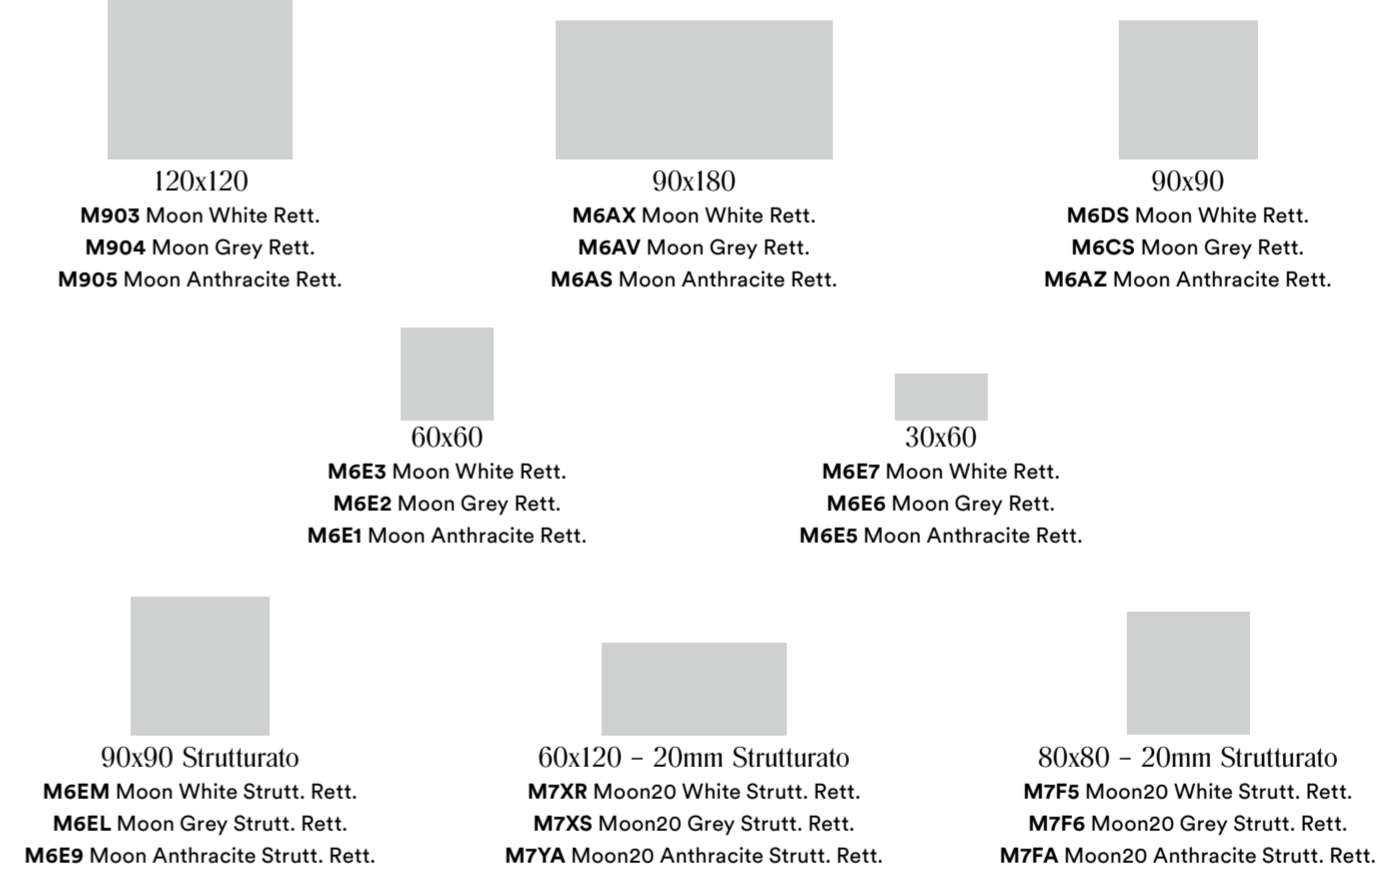 120x120
M903 Moon White Rett.
M904 Moon Grey Rett.
M905 Moon Anthracite Rett.
90x180
M6AX Moon White Rett.
M6AV Moon Grey Rett.
M6AS Moon Anthracite Rett.
90x90
M6DS Moon White Rett.
M6CS Moon Grey Rett.
M6AZ Moon Anthracite Rett.
60x60
M6E3 Moon White Rett.
M6E2 Moon Grey Rett.
M6E1 Moon Anthracite Rett.
30x60
M6E7 Moon White Rett.
M6E6 Moon Grey Rett.
M6E5 Moon Anthracite Rett.
90x90 Strutturato
M6EM Moon White Strutt. Rett.
M6EL Moon Grey Strutt. Rett.
M6E9 Moon Anthracite Strutt. Rett.
60x120 – 20mm Strutturato
M7XR Moon20 White Strutt. Rett.
M7XS Moon20 Grey Strutt. Rett.
M7YA Moon20 Anthracite Strutt. Rett.
80x80 – 20mm Strutturato
M7F5 Moon20 White Strutt. Rett.
M7F6 Moon20 Grey Strutt. Rett.
M7FA Moon20 Anthracite Strutt. Rett.